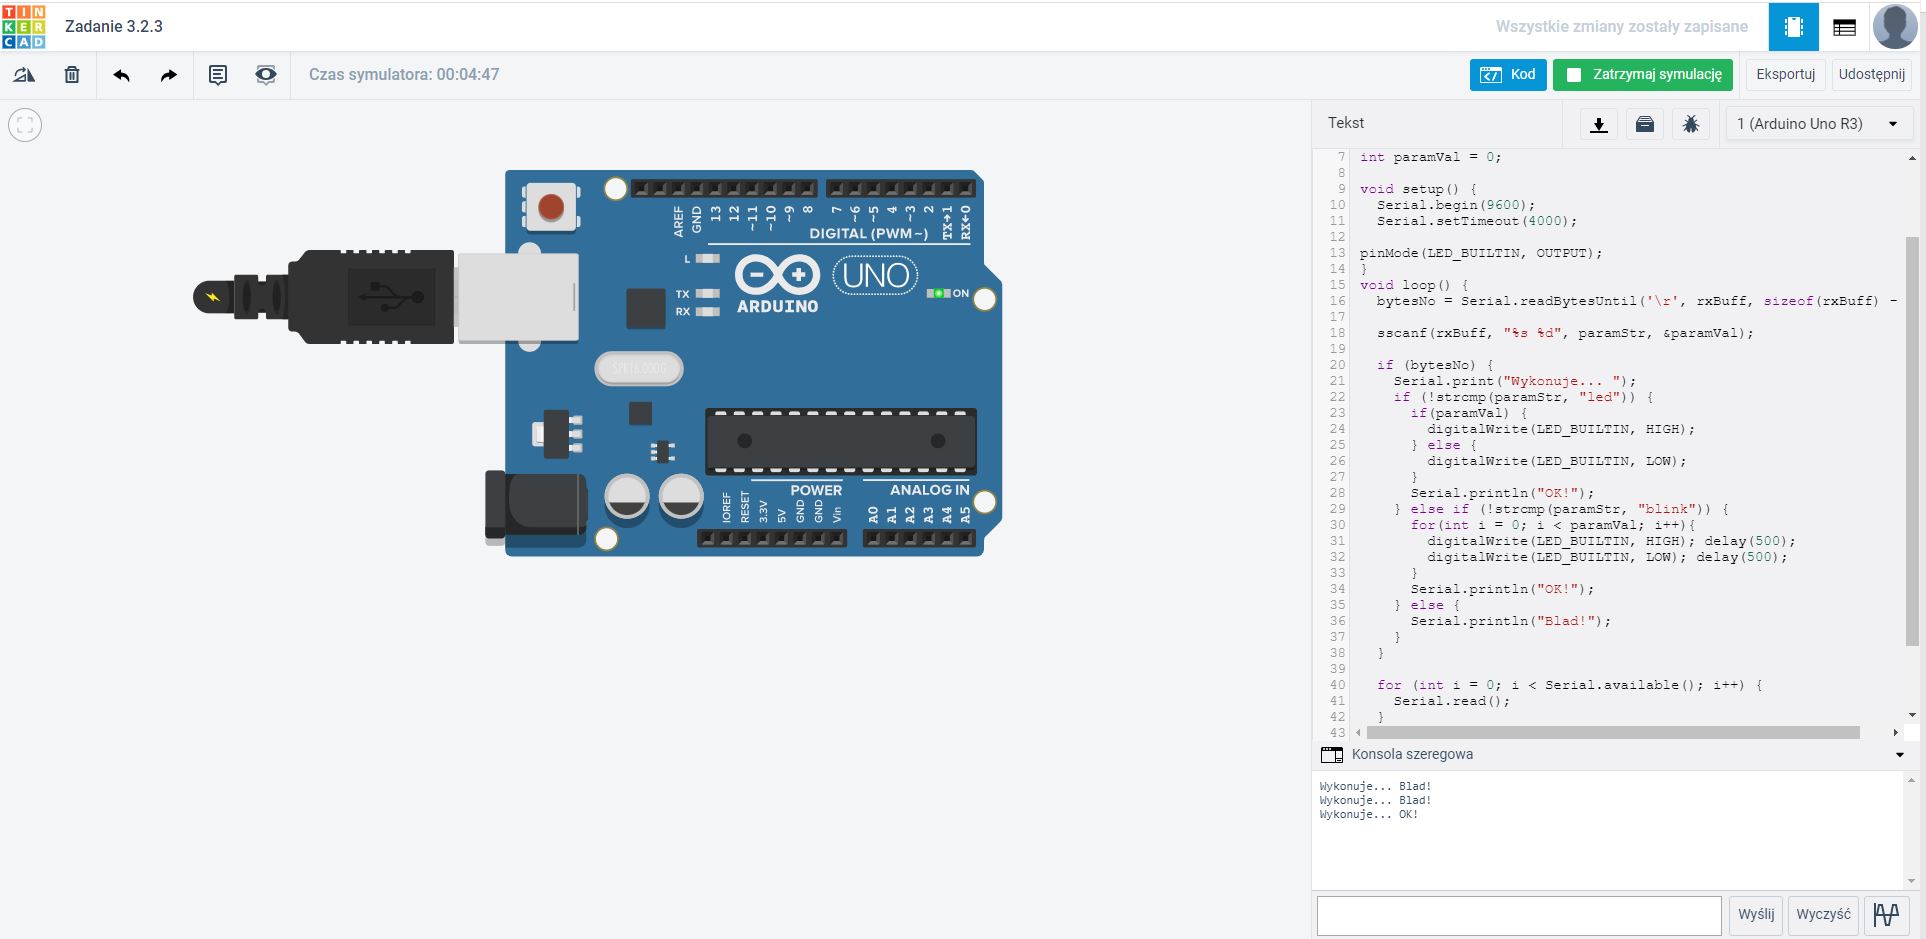 TINKERCAD
Zadanie 3.2.3
Wszystkie zmiany zostały zapisane
Czas symulatora: 00:04:47
Kod
Zatrzymaj symulację
Eksportuj
Udostępnij
Tekst
1 (Arduino Uno R3)
AREF
GND
13
12
~11
~10
~9
8
7
~6
~5
4
~3
2
TX→1
RX←0
DIGITAL (PWM~)
L
TX
RX
UNO
ARDUINO
ON
SPK16.000G
POWER
ANALOG IN
IOREF
RESET
3.3V
5V
GND
GND
Vin
A0
A1
A2
A3
A4
A5
7 int paramVal = 0;
8
9 void setup() {
10 Serial.begin(9600);
11 Serial.setTimeout(4000);
12
13 pinMode(LED_BUILTIN, OUTPUT);
14 }
15 void loop() {
16 bytesNo = Serial.readBytesUntil('\r', rxBuff, sizeof(rxBuff) -
17
18 sscanf(rxBuff, "%s %d", paramStr, &paramVal);
19
20 if (bytesNo) {
21 Serial.print("Wykonuje... ");
22 if (!strcmp(paramStr, "led")) {
23 if(paramVal) {
24 digitalWrite(LED_BUILTIN, HIGH);
25 } else {
26 digitalWrite(LED_BUILTIN, LOW);
27 }
28 Serial.println("OK!");
29 } else if (!strcmp(paramStr, "blink")) {
30 for(int i = 0; i < paramVal; i++){
31 digitalWrite(LED_BUILTIN, HIGH); delay(500);
32 digitalWrite(LED_BUILTIN, LOW); delay(500);
33 }
34 Serial.println("OK!");
35 } else {
36 Serial.println("Blad!");
37 }
38 }
39
40 for (int i = 0; i < Serial.available(); i++) {
41 Serial.read();
42 }
43
Konsola szeregowa
Wykonuje... Blad!
Wykonuje... Blad!
Wykonuje... OK!
Wyślij
Wyczyść